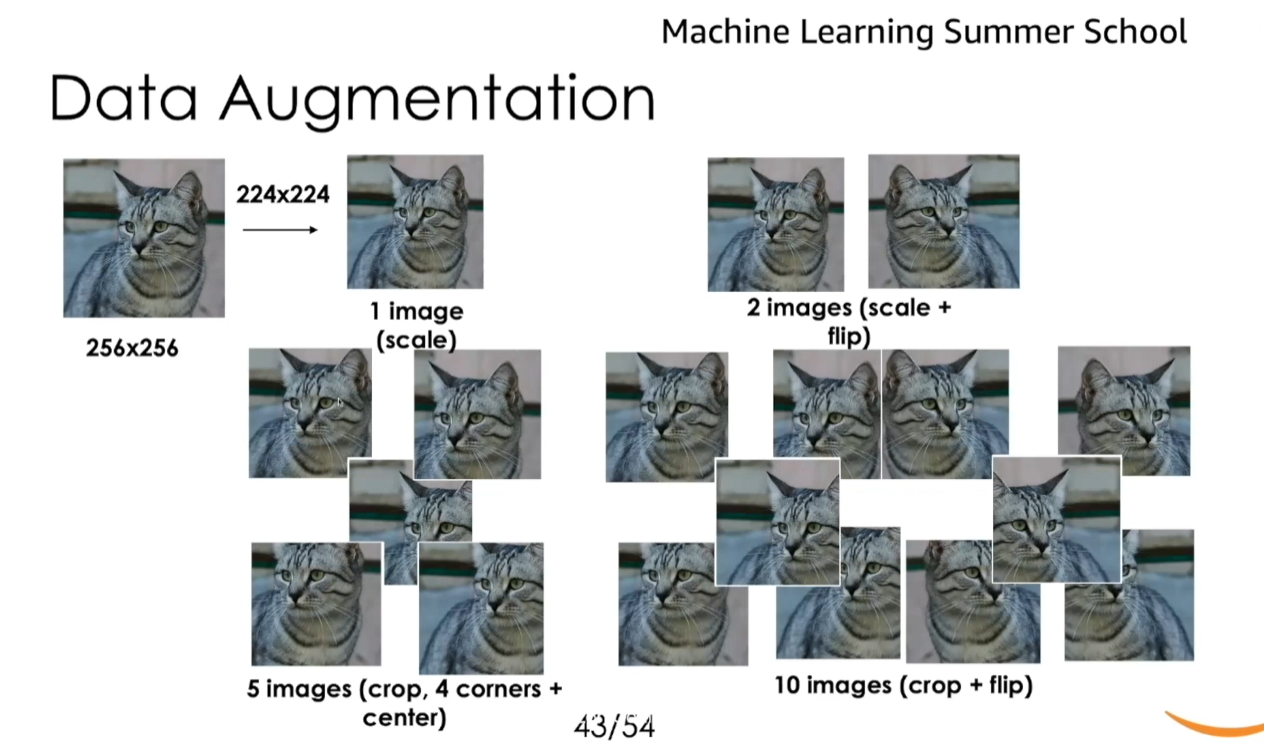 Machine Learning Summer School
Data Augmentation
224x224
256x256
1 image
(scale)
2 images (scale +
flip)
5 images (crop, 4 corners +
center)
10 images (crop + flip)
43/54